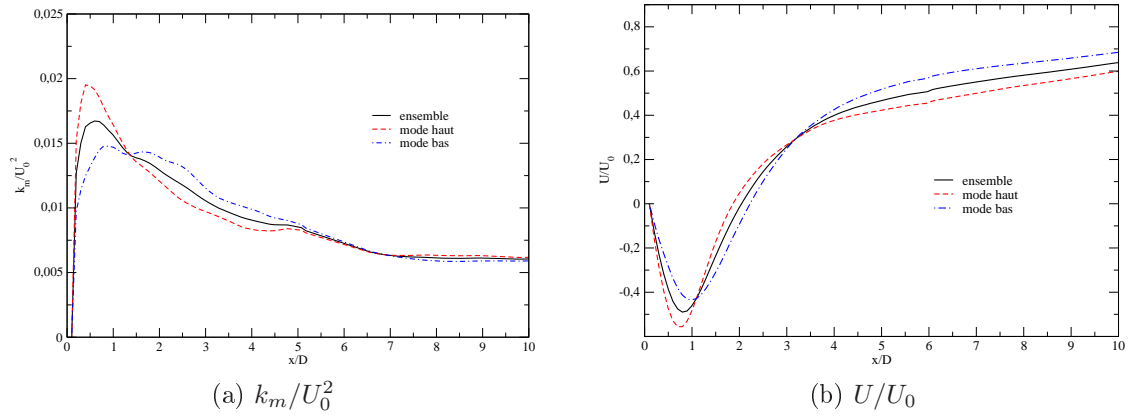 0,025
0,02
0,015
0,01
0,005
0
k_m/U_0^2
ensemble
mode haut
mode bas
0 1 2 3 4 5 6 7 8 9 10
x/D
(a) k_m/U_0^2
0,8
0,6
0,4
0,2
0
-0,2
-0,4
U/U_0
ensemble
mode haut
mode bas
0 1 2 3 4 5 6 7 8 9 10
x/D
(b) U/U_0